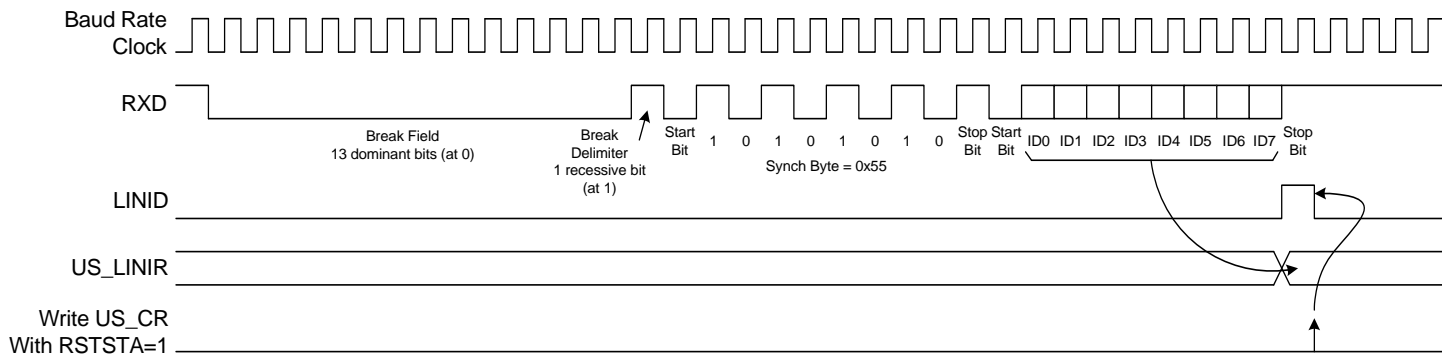 Baud Rate
Clock
RXD
Break Field
13 dominant bits (at 0)
Break
Delimiter
1 recessive bit
(at 1)
Start
Bit
1 0 1 0 1 0 1 0
Synch Byte = 0x55
Stop
Bit
Start
Bit
ID0 ID1 ID2 ID3 ID4 ID5 ID6 ID7
Stop
Bit
LINID
US_LINIR
Write US_CR
With RSTSTA=1